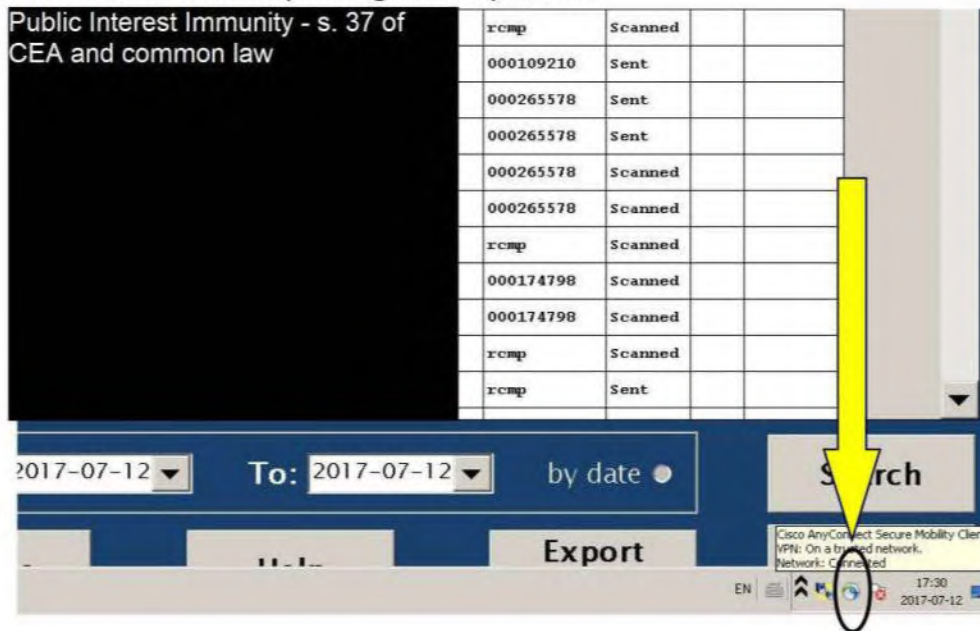 Public Interest Immunity - s. 37 of
CEA and common law
rcmp Scanned
000109210 Sent
000265578 Sent
000265578 Sent
000265578 Scanned
000265578 Scanned
rcmp Scanned
000174798 Scanned
000174798 Scanned
rcmp Scanned
rcmp Sent
2017-07-12 To: 2017-07-12 by date
Export
Cisco AnyConnect Secure Mobility Clien
VPN: On a trusted network.
Network: Connected
EN 17:30
2017-07-12